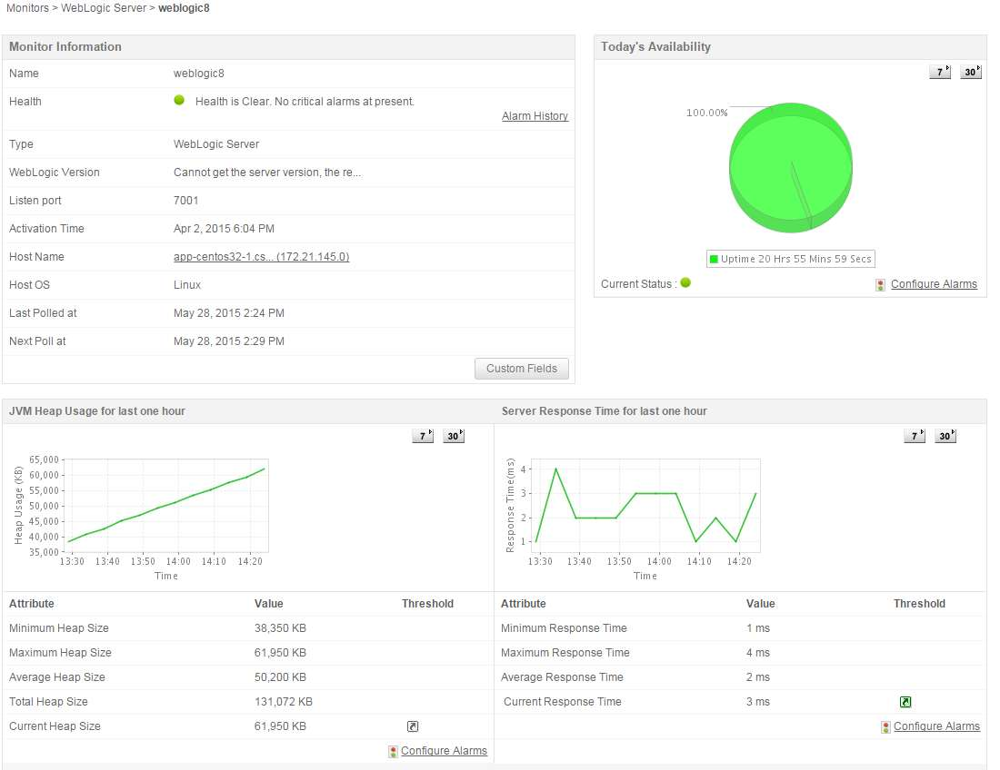 Monitors > WebLogic Server > weblogic8
Monitor Information
Name weblogic8
Health Health is Clear. No critical alarms at present.
Alarm History
Type WebLogic Server
WebLogic Version Cannot get the server version, the re...
Listen port 7001
Activation Time Apr 2, 2015 6:04 PM
Host Name app-centos32-1.cs... (172.21.145.0)
Host OS Linux
Last Polled at May 28, 2015 2:24 PM
Next Poll at May 28, 2015 2:29 PM
Custom Fields
Today's Availability
7 30
100.00%
Uptime 20 Hrs 55 Mins 59 Secs
Current Status : Configure Alarms
JVM Heap Usage for last one hour
7 30
Heap Usage (KB)
65,000
60,000
55,000
50,000
45,000
40,000
35,000
13:30 13:40 13:50 14:00 14:10 14:20
Time
Attribute Value Threshold
Minimum Heap Size 38,350 KB
Maximum Heap Size 61,950 KB
Average Heap Size 50,200 KB
Total Heap Size 131,072 KB
Current Heap Size 61,950 KB
Configure Alarms
Server Response Time for last one hour
7 30
Response Time(ms)
4
3
2
1
13:30 13:40 13:50 14:00 14:10 14:20
Time
Attribute Value Threshold
Minimum Response Time 1 ms
Maximum Response Time 4 ms
Average Response Time 2 ms
Current Response Time 3 ms
Configure Alarms